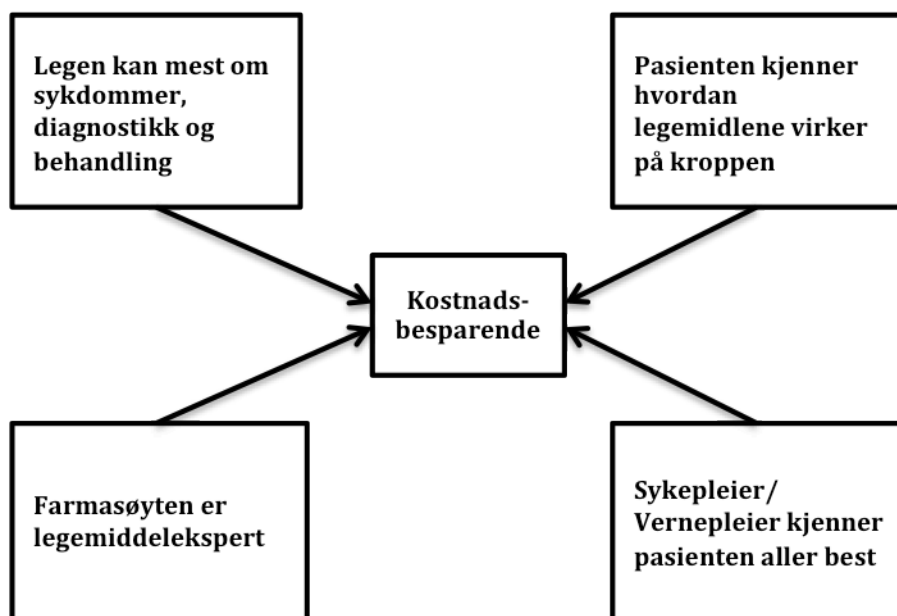 Legen kan mest om
sykdommer,
diagnostikk og
behandling
Pasienten kjenner
hvordan
legemidlene virker
på kroppen
Kostnads-
besparende
Farmasøyten er
legemiddelekspert
Sykepleier/
Vernepleier kjenner
pasienten aller best